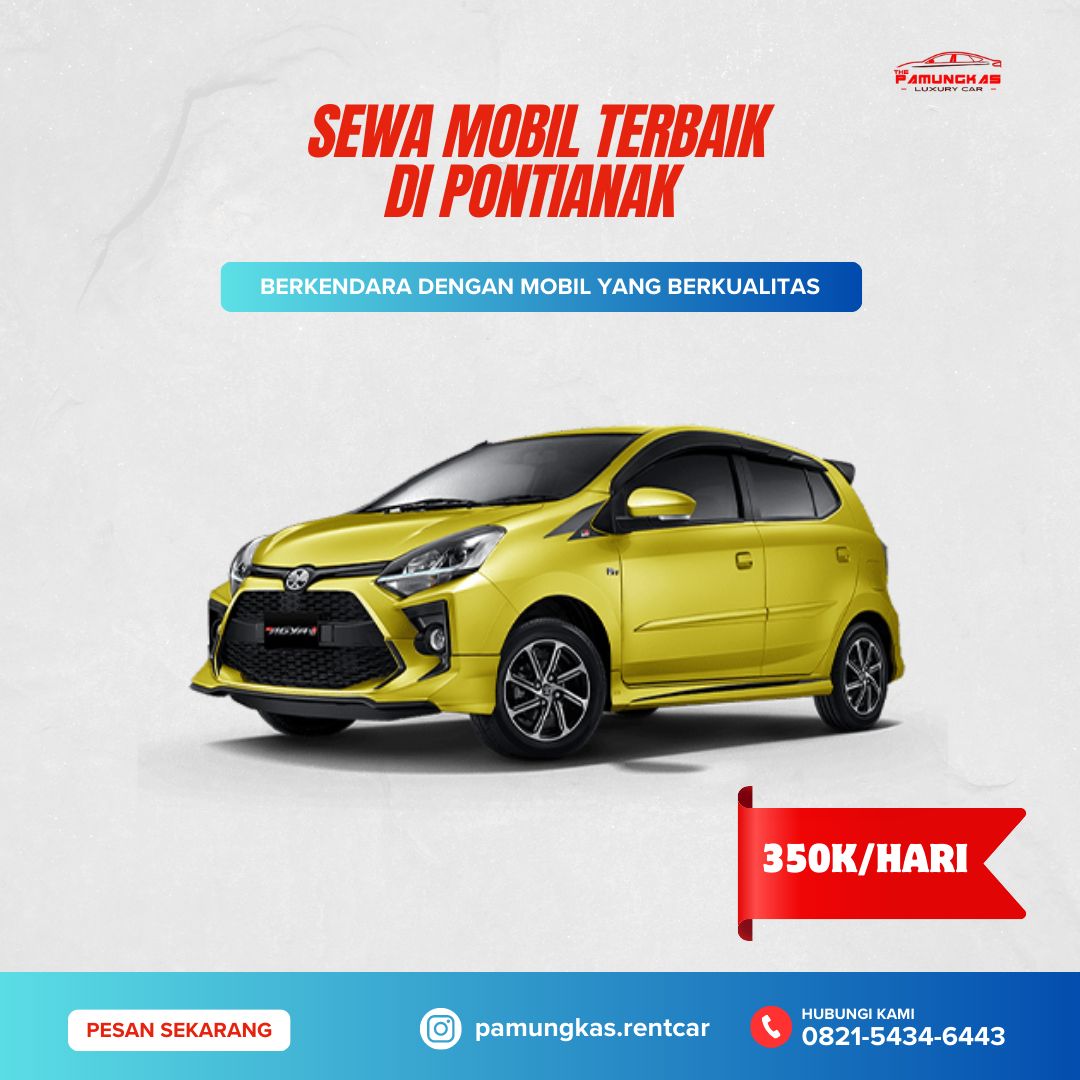 THE
PAMUNGKAS
- LUXURY CAR -
SEWA MOBIL TERBAIK
DI PONTIANAK
BERKENDARA DENGAN MOBIL YANG BERKUALITAS
AGYA
350K/HARI
PESAN SEKARANG
pamungkas.rentcar
HUBUNGI KAMI
0821-5434-6443